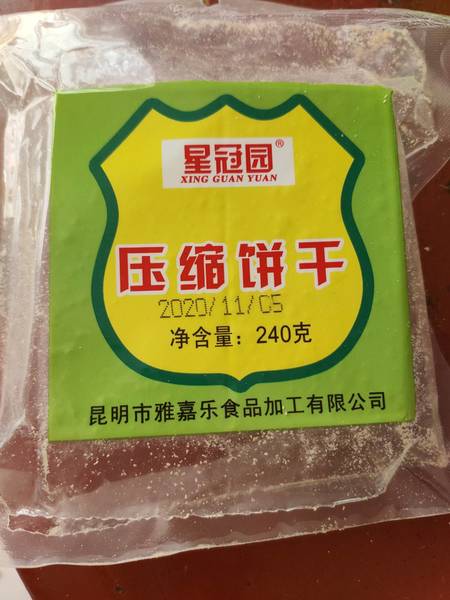 星冠园®
XING GUAN YUAN
压缩饼干
2020/11/05
净含量：240克
昆明市雅嘉乐食品加工有限公司